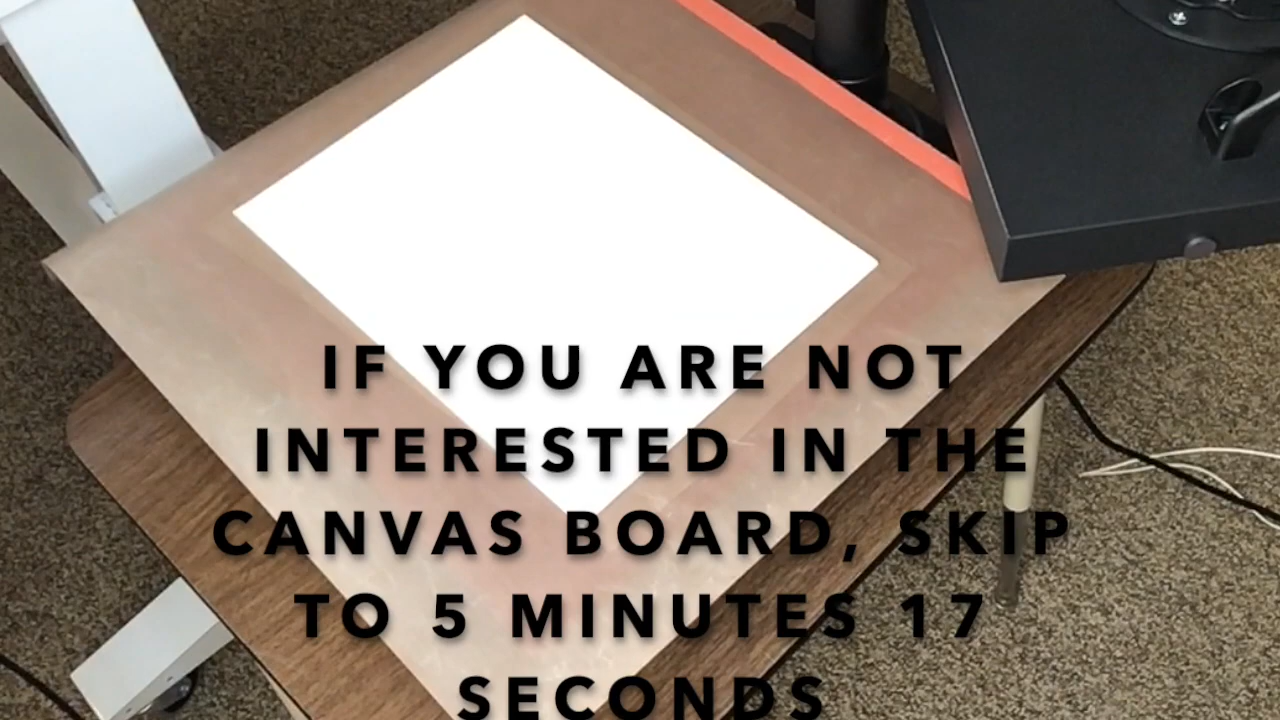 IF YOU ARE NOT
INTERESTED IN THE
CANVAS BOARD, SKIP
TO 5 MINUTES 17
SECONDS